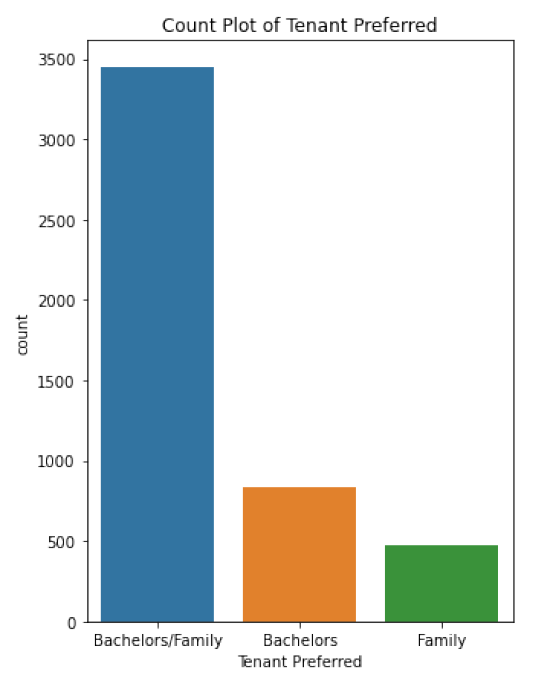 Count Plot of Tenant Preferred
3500
3000
2500
2000
1500
1000
500
0
count
Bachelors/Family Bachelors Family
Tenant Preferred